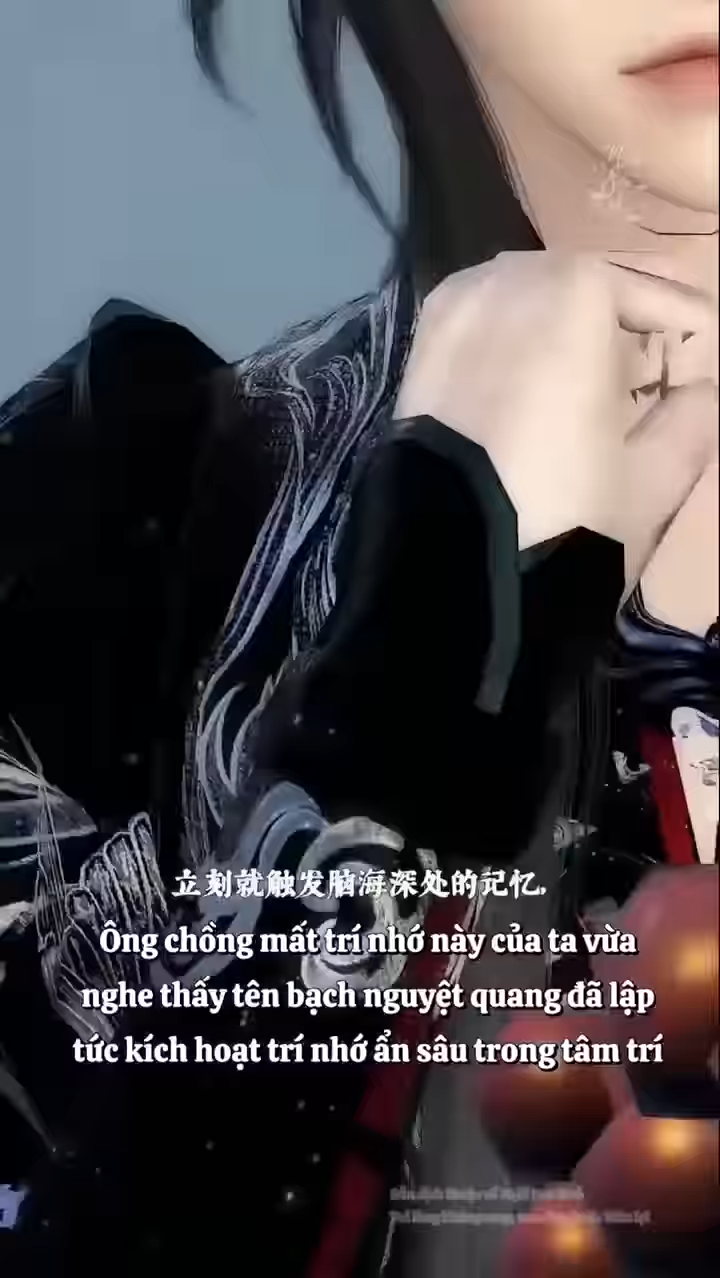 立刻就触发脑海深处的记忆,
Ông chồng mất trí nhớ này của ta vừa
nghe thấy tên bạch nguyệt quang đã lập
tức kích hoạt trí nhớ ẩn sâu trong tâm trí